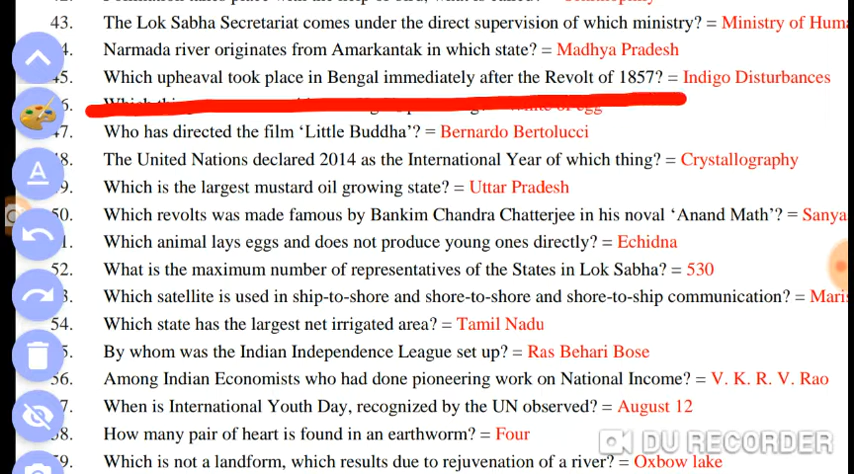 43. The Lok Sabha Secretariat comes under the direct supervision of which ministry? = Ministry of Huma
4. Narmada river originates from Amarkantak in which state? = Madhya Pradesh
45. Which upheaval took place in Bengal immediately after the Revolt of 1857? = Indigo Disturbances
6. Which of egg
47. Who has directed the film ‘Little Buddha’? = Bernardo Bertolucci
48. The United Nations declared 2014 as the International Year of which thing? = Crystallography
A
9. Which is the largest mustard oil growing state? = Uttar Pradesh
50. Which revolts was made famous by Bankim Chandra Chatterjee in his noval ‘Anand Math’? = Sanya
1. Which animal lays eggs and does not produce young ones directly? = Echidna
52. What is the maximum number of representatives of the States in Lok Sabha? = 530
3. Which satellite is used in ship-to-shore and shore-to-shore and shore-to-ship communication? = Maris
54. Which state has the largest net irrigated area? = Tamil Nadu
5. By whom was the Indian Independence League set up? = Ras Behari Bose
56. Among Indian Economists who had done pioneering work on National Income? = V. K. R. V. Rao
7. When is International Youth Day, recognized by the UN observed? = August 12
58. How many pair of heart is found in an earthworm? = Four
DU RECORDER
59. Which is not a landform, which results due to rejuvenation of a river? = Oxbow lake